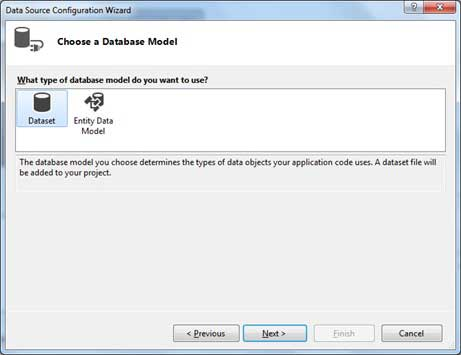 Data Source Configuration Wizard
?
Choose a Database Model
What type of database model do you want to use?
Dataset
Entity Data
Model
The database model you choose determines the types of data objects your application code uses. A dataset file will
be added to your project.
< Previous
Next >
Finish
Cancel